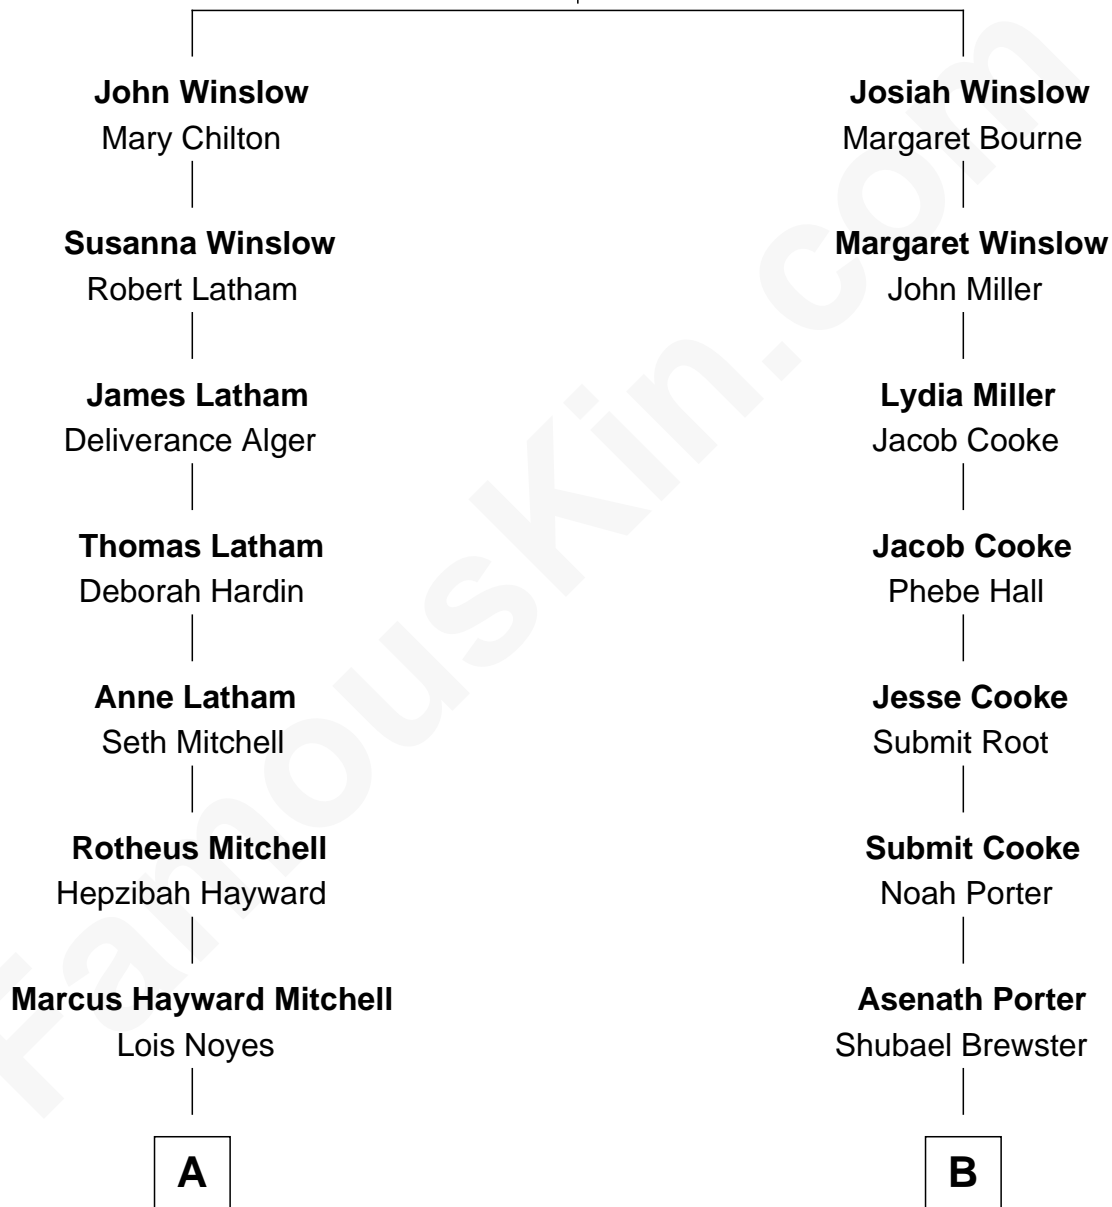 John Winslow
Mary Chilton
Susanna Winslow
Robert Latham
James Latham
Deliverance Alger
Thomas Latham
Deborah Hardin
Anne Latham
Seth Mitchell
Rotheus Mitchell
Hepzibah Hayward
Marcus Hayward Mitchell
Lois Noyes
A
Josiah Winslow
Margaret Bourne
Margaret Winslow
John Miller
Lydia Miller
Jacob Cooke
Jacob Cooke
Phebe Hall
Jesse Cooke
Submit Root
Submit Cooke
Noah Porter
Asenath Porter
Shubael Brewster
B
FamousKin.com